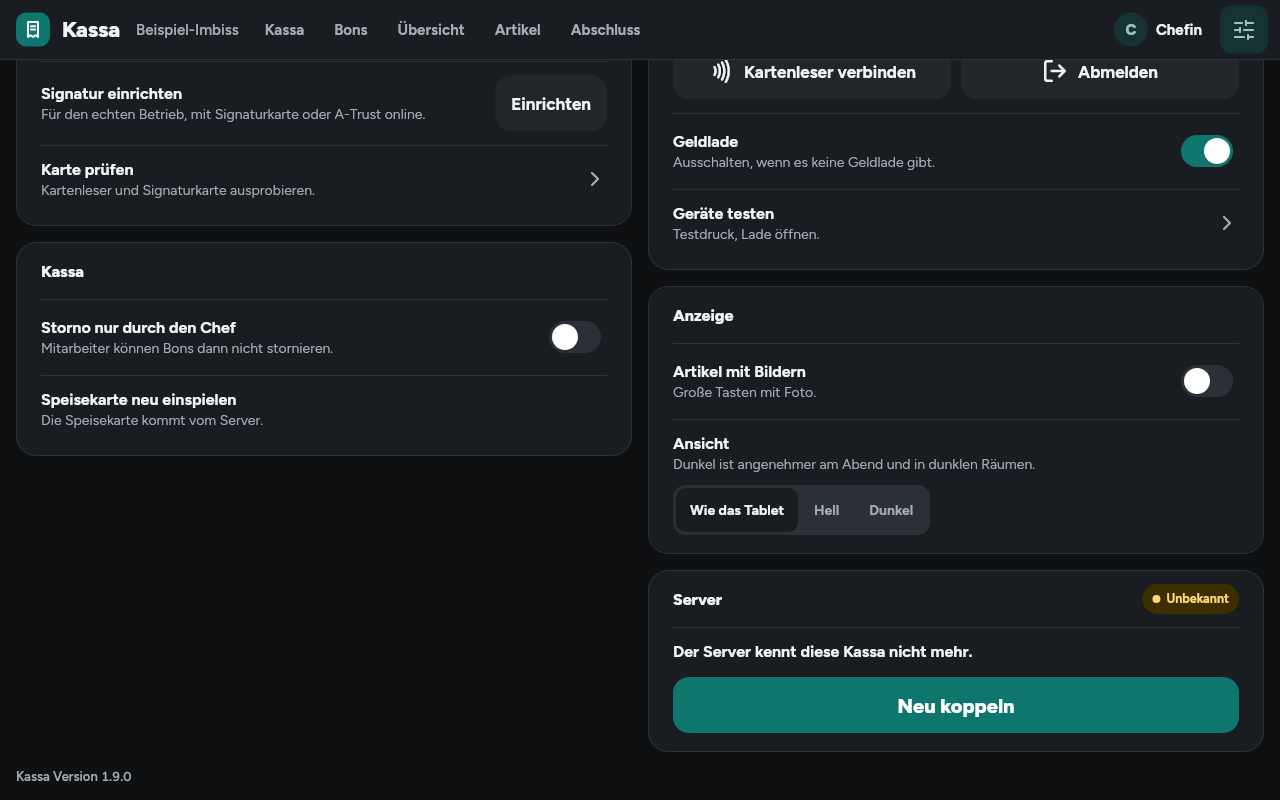 Kassa
Beispiel-Imbiss
Kassa
Bons
Übersicht
Artikel
Abschluss
C
Chefin
Signatur einrichten
Für den echten Betrieb, mit Signaturkarte oder A-Trust online.
Einrichten
Karte prüfen
Kartenleser und Signaturkarte ausprobieren.
Kassa
Storno nur durch den Chef
Mitarbeiter können Bons dann nicht stornieren.
Speisekarte neu einspielen
Die Speisekarte kommt vom Server.
Kartenleser verbinden
Abmelden
Geldlade
Ausschalten, wenn es keine Geldlade gibt.
Geräte testen
Testdruck, Lade öffnen.
Anzeige
Artikel mit Bildern
Große Tasten mit Foto.
Ansicht
Dunkel ist angenehmer am Abend und in dunklen Räumen.
Wie das Tablet
Hell
Dunkel
Server
Unbekannt
Der Server kennt diese Kassa nicht mehr.
Neu koppeln
Kassa Version 1.9.0